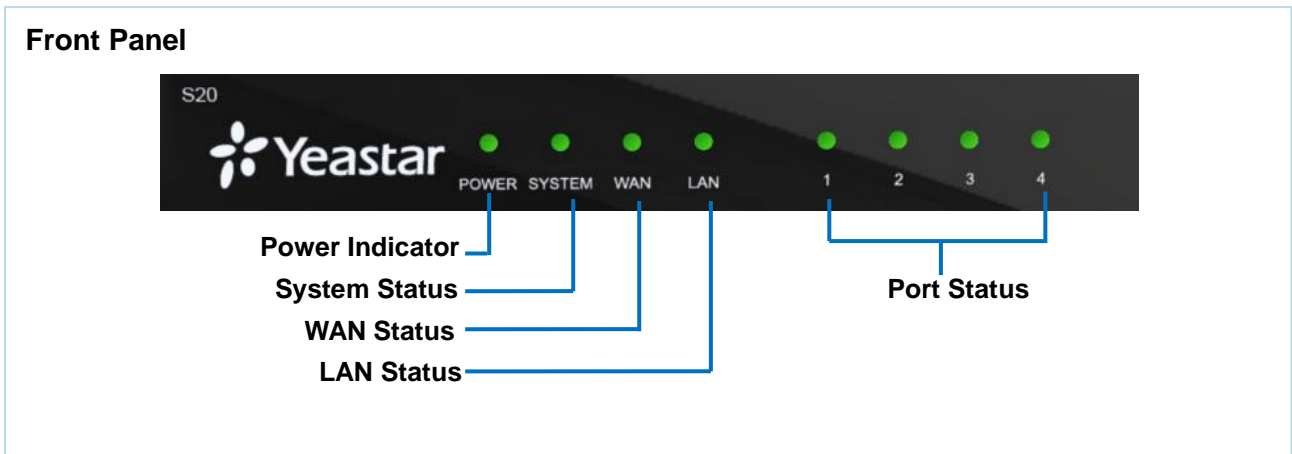 Front Panel
S20
Yeastar
POWER SYSTEM WAN LAN 1 2 3 4
Power Indicator
System Status
Port Status
WAN Status
LAN Status